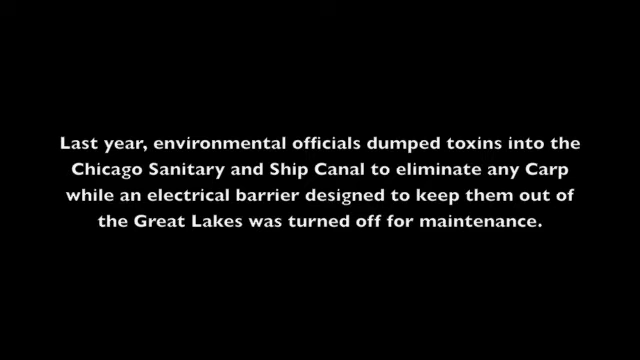 Last year, environmental officials dumped toxins into the
Chicago Sanitary and Ship Canal to eliminate any Carp
while an electrical barrier designed to keep them out of
the Great Lakes was turned off for maintenance.